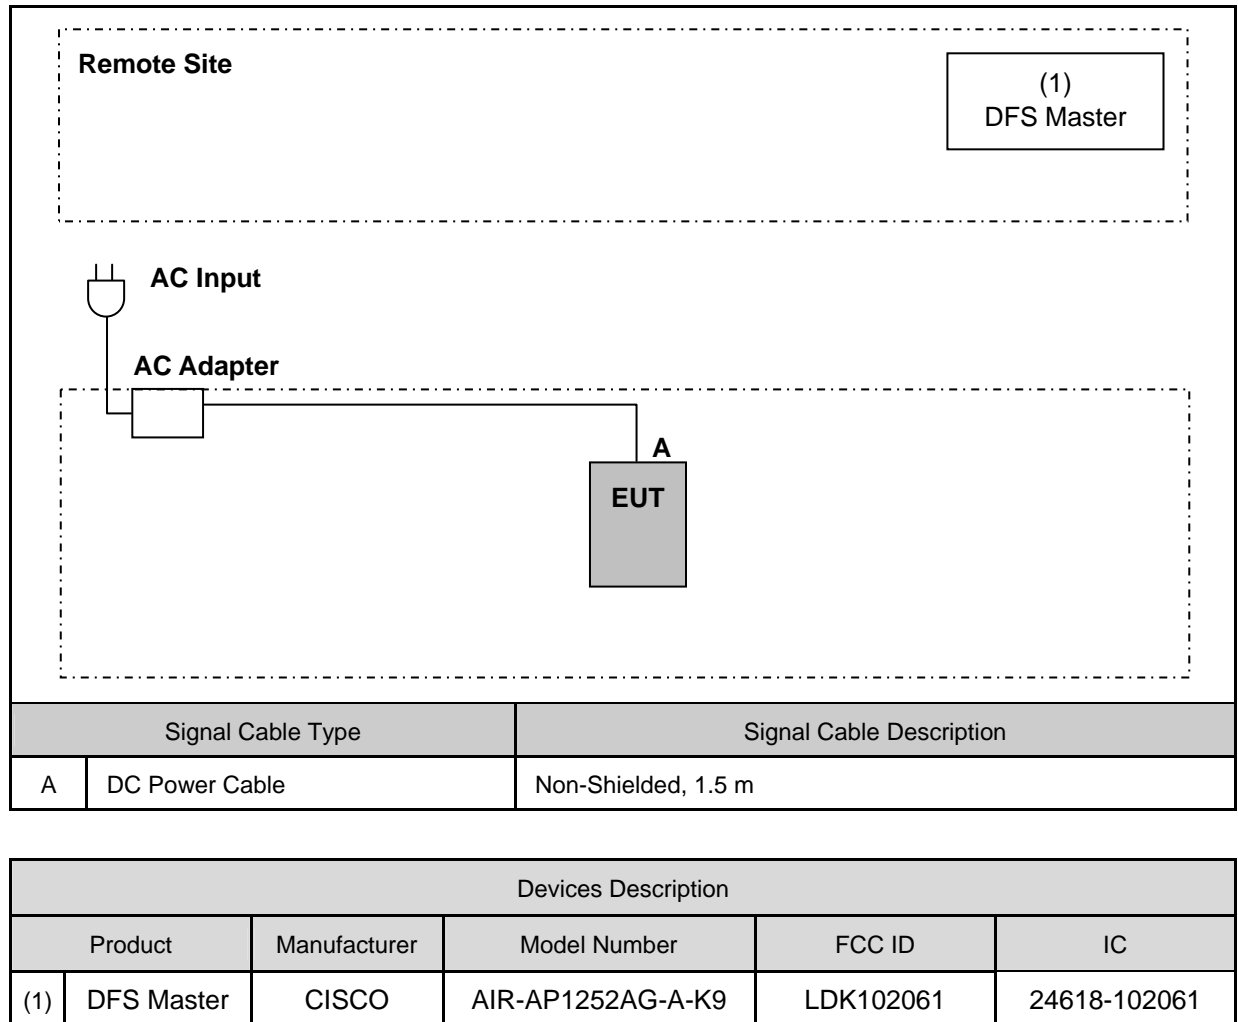 Remote Site
(1)
DFS Master
AC Input
AC Adapter
A
EUT
Signal Cable Type Signal Cable Description
A DC Power Cable Non-Shielded, 1.5 m
Devices Description
Product Manufacturer Model Number FCC ID IC
(1) DFS Master CISCO AIR-AP1252AG-A-K9 LDK102061 24618-102061